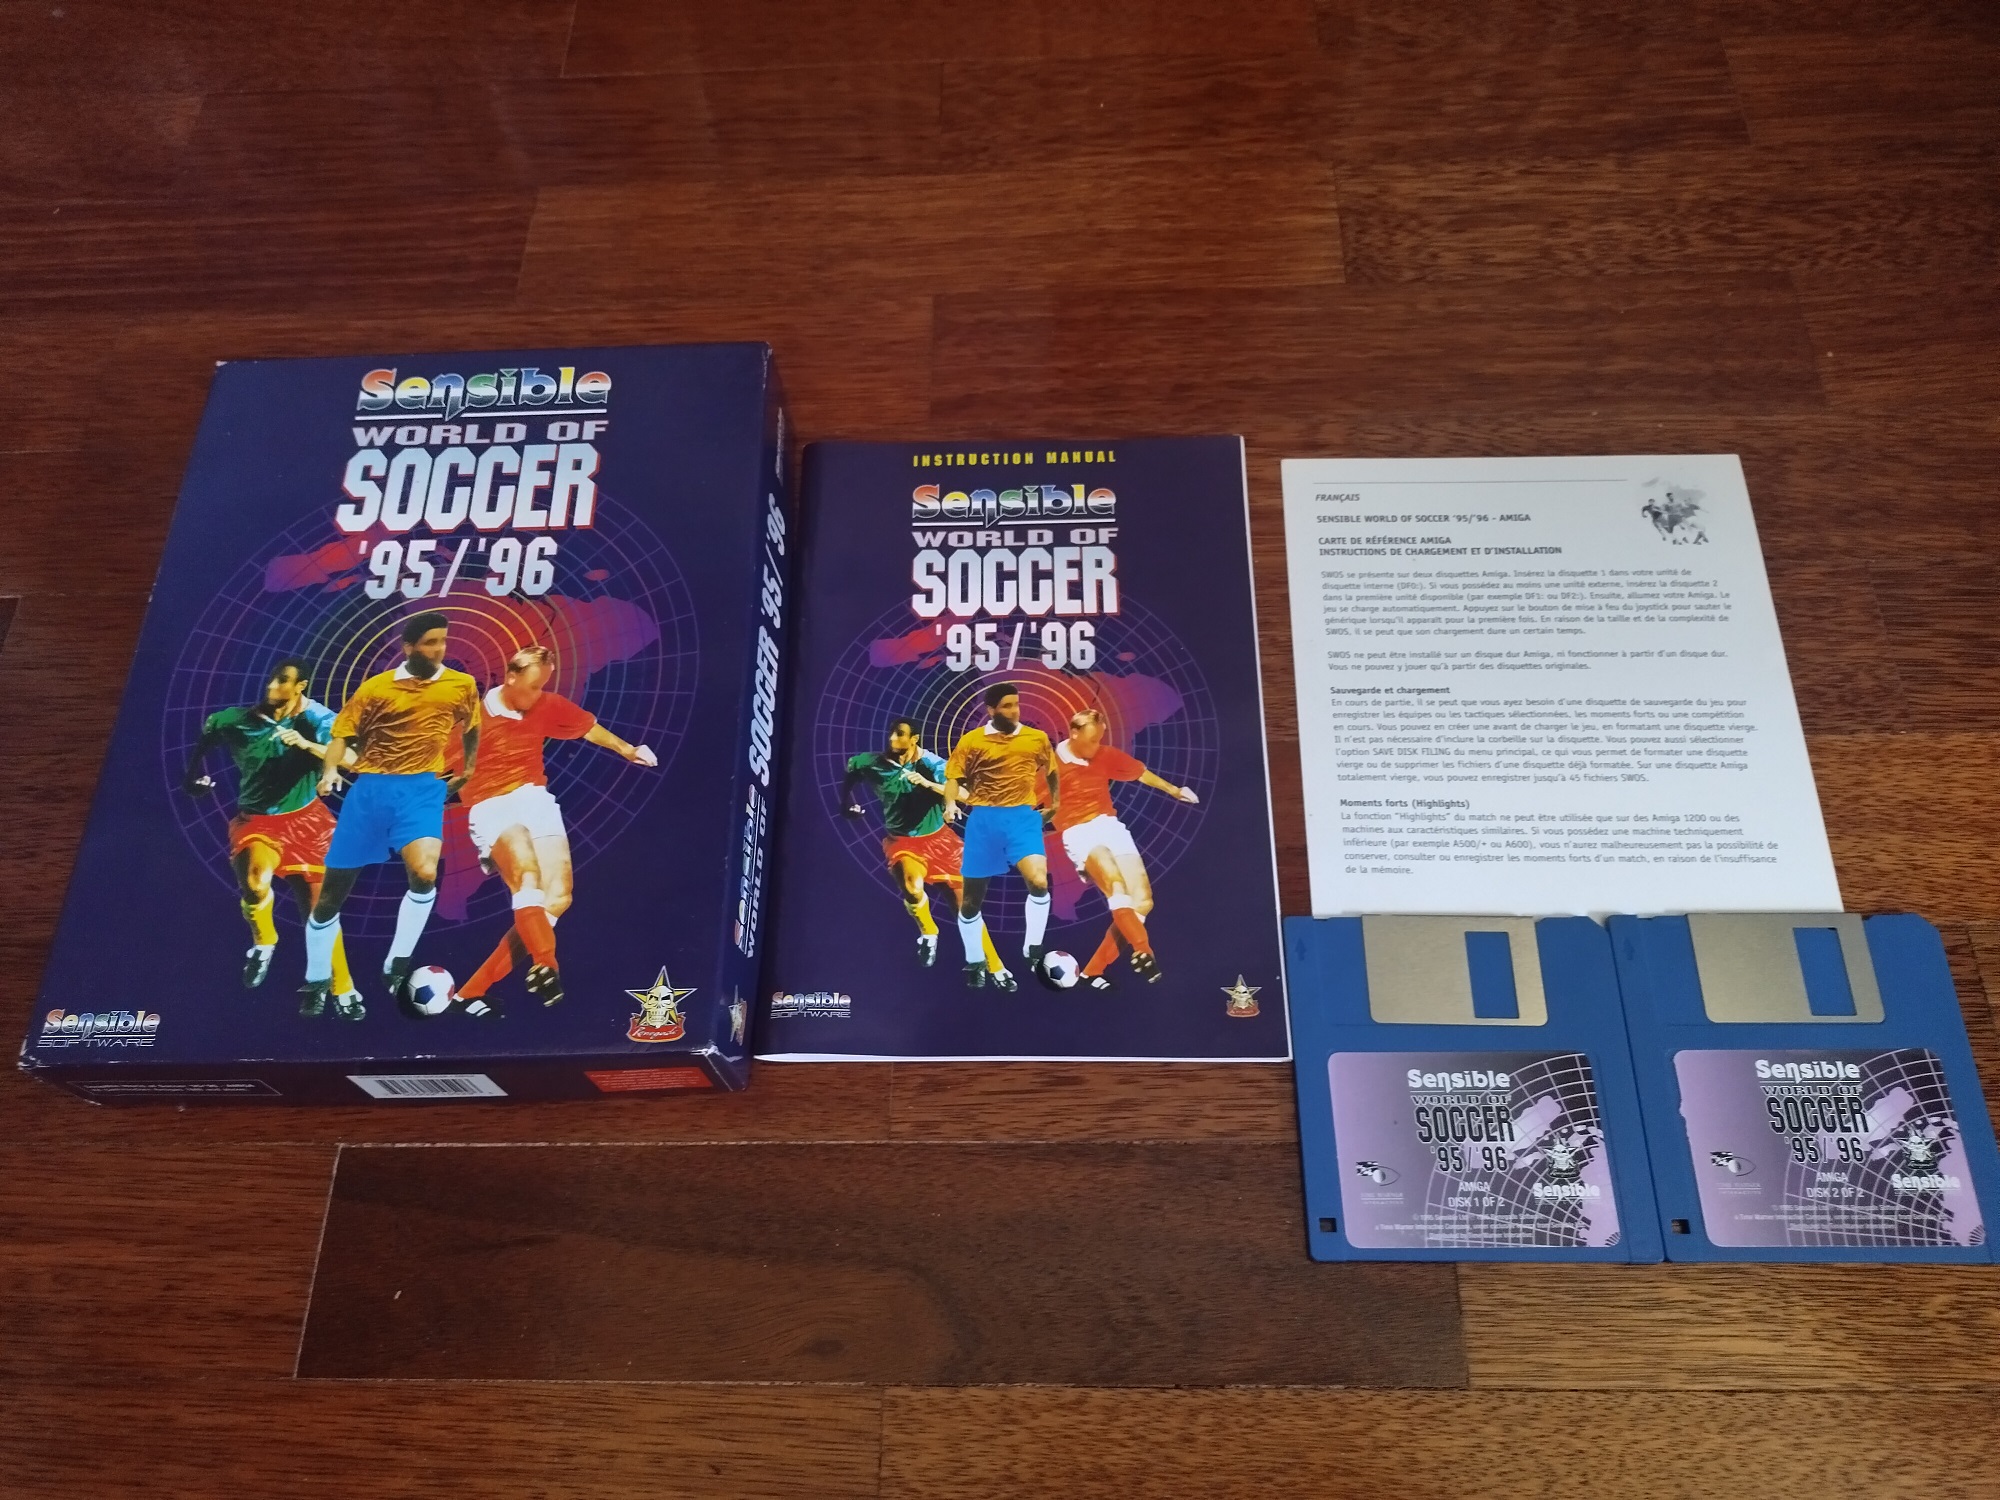 Sensible
WORLD OF
SOCCER
'95/'96
Sensible
SOFTWARE
Renegade
Sensible
WORLD OF
SOCCER '95/'96
INSTRUCTION MANUAL
Sensible
WORLD OF
SOCCER
'95/'96
Sensible
SOFTWARE
FRANÇAIS
SENSIBLE WORLD OF SOCCER '95/'96 - AMIGA
CARTE DE RÉFÉRENCE AMIGA
INSTRUCTIONS DE CHARGEMENT ET D'INSTALLATION
SWOS se présente sur deux disquettes Amiga. Insérez la disquette 1 dans votre unité de
disquette interne (DF0:). Si vous possédez au moins une unité externe, insérez la disquette 2
dans la première unité disponible (par exemple DF1: ou DF2:). Ensuite, allumez votre Amiga. Le
jeu se charge automatiquement. Appuyez sur le bouton de mise à feu du joystick pour sauter le
générique lorsqu'il apparaît pour la première fois. En raison de la taille et de la complexité de
SWOS, il se peut que son chargement dure un certain temps.
SWOS ne peut être installé sur un disque dur Amiga, ni fonctionner à partir d'un disque dur.
Vous ne pouvez y jouer qu'à partir des disquettes originales.
Sauvegarde et chargement
En cours de partie, il se peut que vous ayez besoin d'une disquette de sauvegarde du jeu pour
enregistrer les équipes ou les tactiques sélectionnées, les moments forts ou une compétition
en cours. Vous pouvez en créer une avant de charger le jeu, en formatant une disquette vierge.
Il n'est pas nécessaire d'inclure la corbeille sur la disquette. Vous pouvez aussi sélectionner
l'option SAVE DISK FILING du menu principal, ce qui vous permet de formater une disquette
vierge ou de supprimer les fichiers d'une disquette déjà formatée. Sur une disquette Amiga
totalement vierge, vous pouvez enregistrer jusqu'à 45 fichiers SWOS.
Moments forts (Highlights)
La fonction "Highlights" du match ne peut être utilisée que sur des Amiga 1200 ou des
machines aux caractéristiques similaires. Si vous possédez une machine techniquement
inférieure (par exemple A500/+ ou A600), vous n'aurez malheureusement pas la possibilité de
conserver, consulter ou enregistrer les moments forts d'un match, en raison de l'insuffisance
de la mémoire.
Sensible
WORLD OF
SOCCER
'95/'96
AMIGA
DISK 1 OF 2
Sensible
Sensible
WORLD OF
SOCCER
'95/'96
AMIGA
DISK 2 OF 2
Sensible